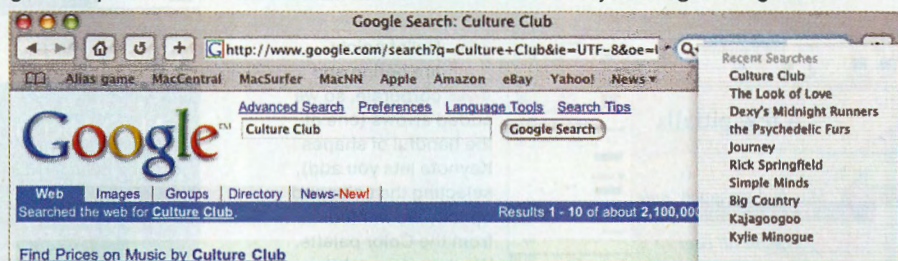 Google Search: Culture Club
http://www.google.com/search?q=Culture+Club&ie=UTF-8&oe=
Alias game MacCentral MacSurfer MacNN Apple Amazon eBay Yahoo! News
Recent Searches
Culture Club
The Look of Love
Dexy's Midnight Runners
the Psychedelic Furs
Journey
Rick Springfield
Simple Minds
Big Country
Kajagoogoo
Kylie Minogue
Advanced Search Preferences Language Tools Search Tips
Google™
Culture Club
Google Search
Web Images Groups Directory News-New!
Searched the web for Culture Club.
Results 1 - 10 of about 2,100,000
Find Prices on Music by Culture Club